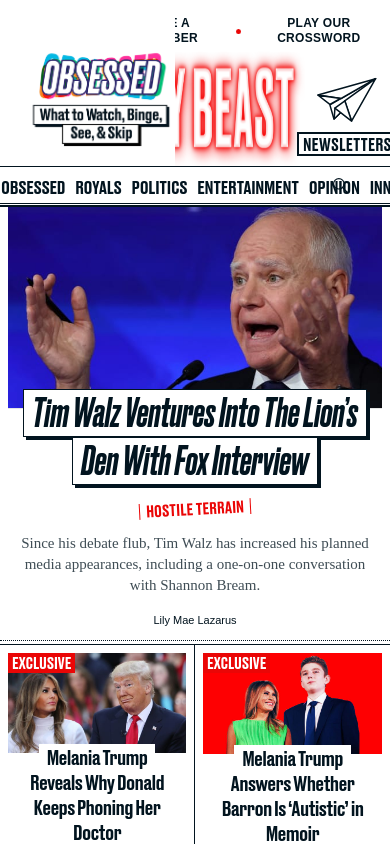 E A
PLAY OUR
BER
CROSSWORD
OBSESSED
What to Watch, Binge,
See, & Skip
Y BEAST
NEWSLETTERS
OBSESSED ROYALS POLITICS ENTERTAINMENT OPINION INN
Tim Walz Ventures Into The Lion's
Den With Fox Interview
HOSTILE TERRAIN
Since his debate flub, Tim Walz has increased his planned
media appearances, including a one-on-one conversation
with Shannon Bream.
Lily Mae Lazarus
EXCLUSIVE
Melania Trump
Reveals Why Donald
Keeps Phoning Her
Doctor
EXCLUSIVE
Melania Trump
Answers Whether
Barron Is ‘Autistic’ in
Memoir